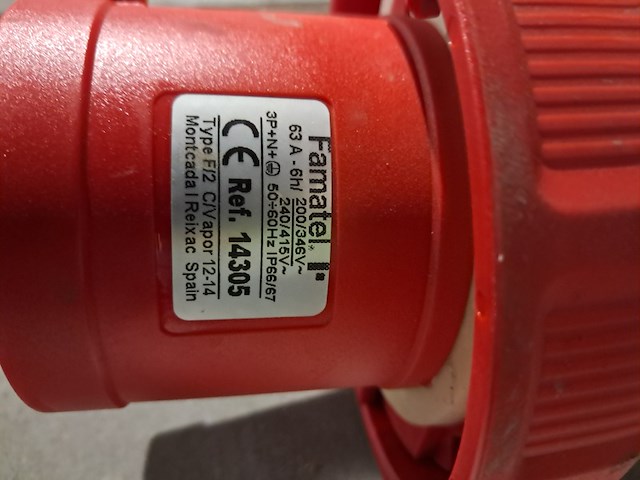 Famatel
63 A - 6h/ 200/346V~
240/415V~
3P+N+⏚ 50÷60Hz IP66/67
CE Ref. 14305
Type F/2 C/Vapor 12-14
Montcada I Reixac Spain